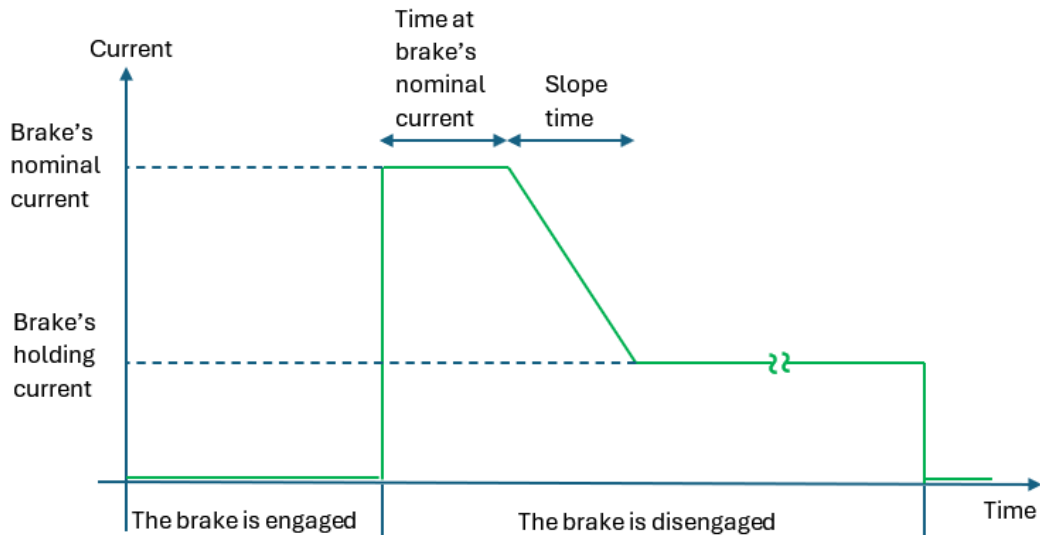 Time at
brake's
nominal
current
Current
Slope
time
Brake's
nominal
current
Brake's
holding
current
Time
The brake is engaged
The brake is disengaged